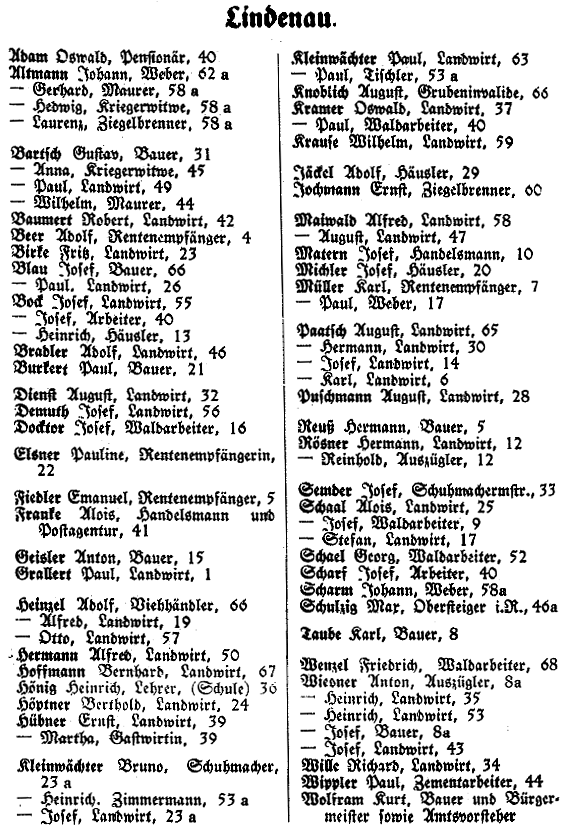 Lindenau.
Adam Oswald, Pensionär, 40
Altmann Johann, Weber, 62 a
— Gerhard, Maurer, 58 a
— Hedwig, Kriegerwitwe, 58 a
— Laurenz, Ziegelbrenner, 58 a
Bartsch Gustav, Bauer, 31
— Anna, Kriegerwitwe, 45
— Paul, Landwirt, 49
— Wilhelm, Maurer, 44
Baumert Robert, Landwirt, 42
Beer Adolf, Rentenempfänger, 4
Birke Fritz, Landwirt, 23
Blau Josef, Bauer, 66
— Paul. Landwirt, 26
Bock Josef, Landwirt, 55
— Josef, Arbeiter, 40
— Heinrich, Häusler, 13
Bradler Adolf, Landwirt, 46
Burkert Paul, Bauer, 21
Dienst August, Landwirt, 32
Demuth Josef, Landwirt, 56
Docktor Josef, Waldarbeiter, 16
Elsner Pauline, Rentenempfängerin,
22
Fiedler Emanuel, Rentenempfänger, 5
Franke Alois, Handelsmann und
Postagentur, 41
Geisler Anton, Bauer, 15
Grallert Paul, Landwirt, 1
Heinzel Adolf, Viehhändler, 66
— Alfred, Landwirt, 19
— Otto, Landwirt, 57
Hermann Alfred, Landwirt, 50
Hoffmann Bernhard, Landwirt, 67
Hönig Heinrich, Lehrer, (Schule) 36
Höptner Berthold, Landwirt, 24
Hübner Ernst, Landwirt, 39
— Martha, Gastwirtin, 39
Kleinwächter Bruno, Schuhmacher,
23 a
— Heinrich. Zimmermann, 53 a
— Josef, Landwirt, 23 a
Kleinwächter Paul, Landwirt, 63
— Paul, Tischler, 53 a
Knoblich August, Grubeninvalide, 66
Kramer Oswald, Landwirt, 37
— Paul, Waldarbeiter, 40
Krause Wilhelm, Landwirt, 59
Jäckel Adolf, Häusler, 29
Jochmann Ernst, Ziegelbrenner, 60
Maiwald Alfred, Landwirt, 58
— August, Landwirt, 47
Matern Josef, Handelsmann, 10
Michler Josef, Häusler, 20
Müller Karl, Rentenempfänger, 7
— Paul, Weber, 17
Paatsch August, Landwirt, 65
— Hermann, Landwirt, 30
— Josef, Landwirt, 14
— Karl, Landwirt, 6
Puschmann August, Landwirt, 28
Reuß Hermann, Bauer, 5
Rösner Hermann, Landwirt, 12
— Reinhold, Auszügler, 12
Sember Josef, Schuhmachermstr., 33
Schaal Alois, Landwirt, 25
— Josef, Waldarbeiter, 9
— Stefan, Landwirt, 17
Schael Georg, Waldarbeiter, 52
Scharf Josef, Arbeiter, 40
Scharm Johann, Weber, 58a
Schulzig Max, Obersteiger i.R., 46a
Taube Karl, Bauer, 8
Wenzel Friedrich, Waldarbeiter, 68
Wiesner Anton, Auszügler, 8a
— Heinrich, Landwirt, 35
— Heinrich, Landwirt, 53
— Josef, Bauer, 8a
— Josef, Landwirt, 43
Wille Richard, Landwirt, 34
Wippler Paul, Zementarbeiter, 44
Wolfram Kurt, Bauer und Bürger-
meister sowie Amtsvorsteher